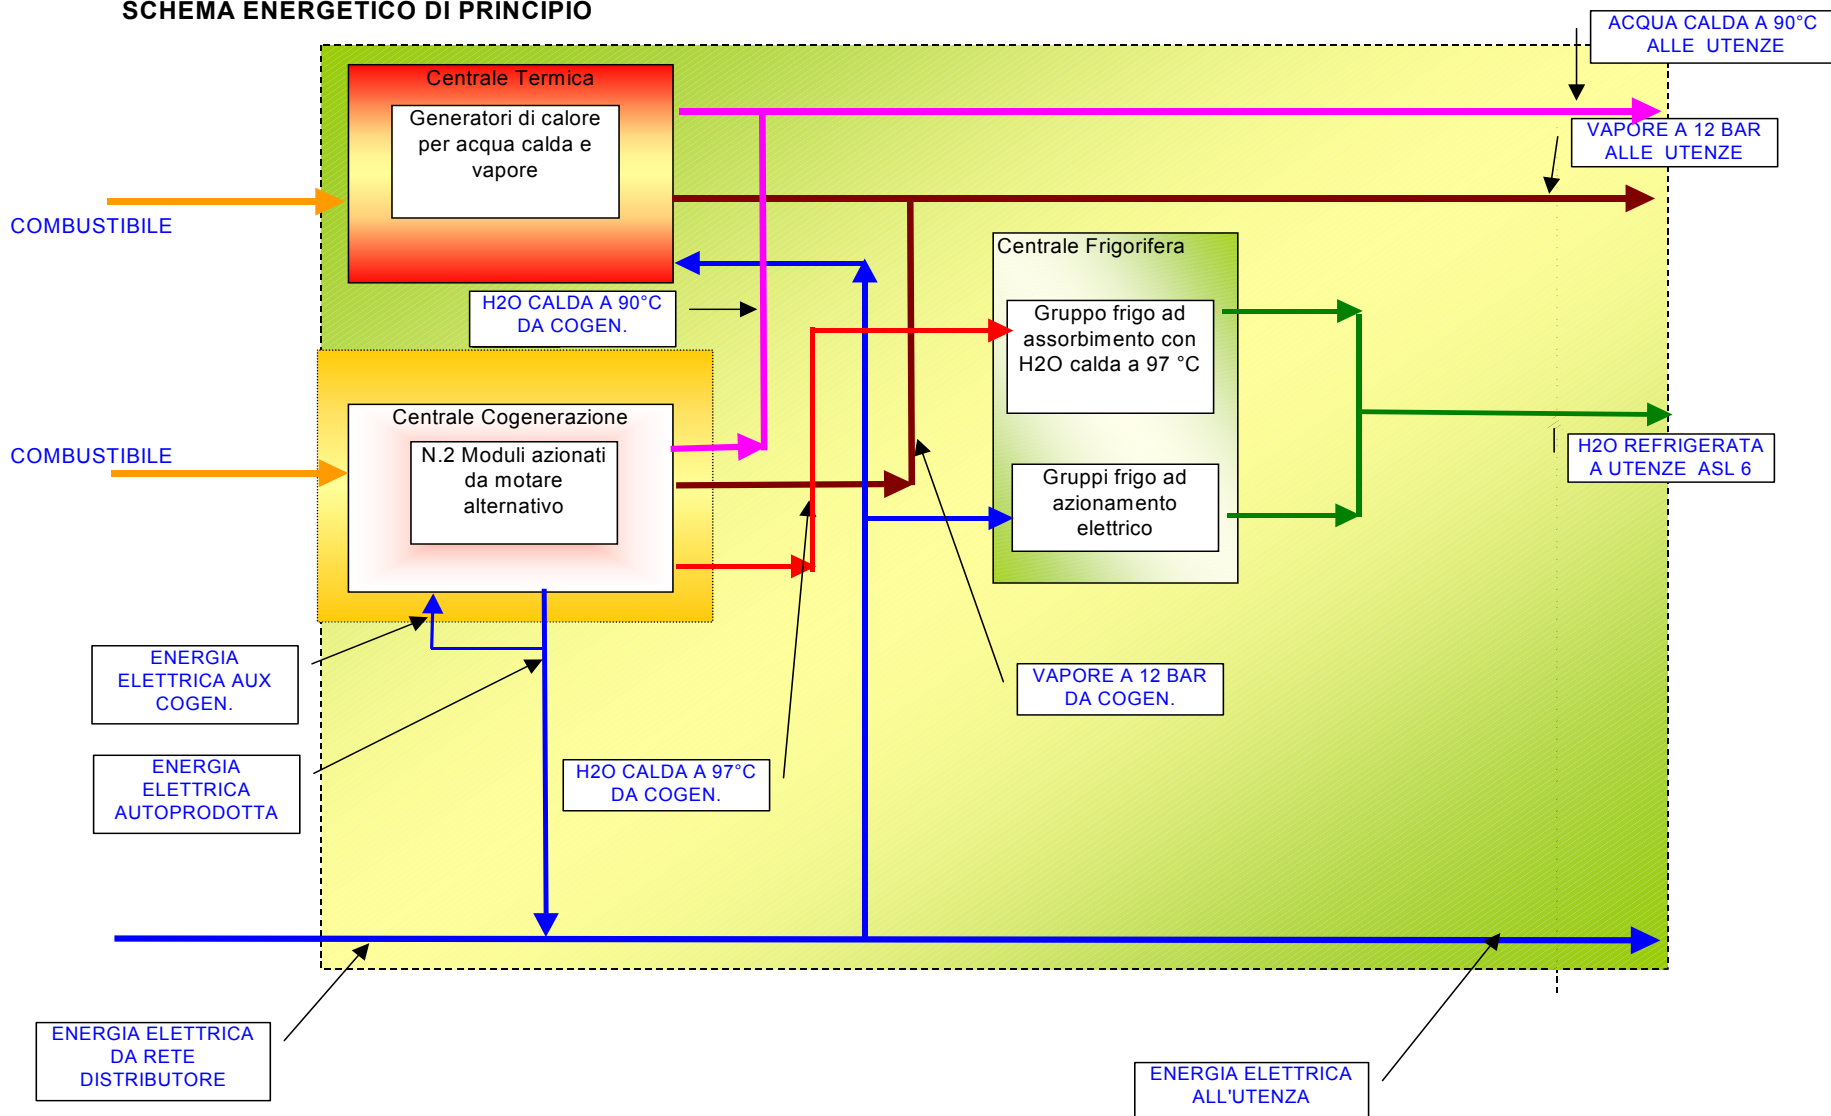 SCHEMA ENERGETICO DI PRINCIPIO
ACQUA CALDA A 90°C
ALLE UTENZE
Centrale Termica
Generatori di calore
per acqua calda e
vapore
VAPORE A 12 BAR
ALLE UTENZE
COMBUSTIBILE
Centrale Frigorifera
H2O CALDA A 90°C
DA COGEN.
Gruppo frigo ad
assorbimento con
H2O calda a 97 °C
Centrale Cogenerazione
N.2 Moduli azionati
da motare
alternativo
COMBUSTIBILE
H2O REFRIGERATA
A UTENZE ASL 6
Gruppi frigo ad
azionamento
elettrico
ENERGIA
ELETTRICA AUX
COGEN.
VAPORE A 12 BAR
DA COGEN.
ENERGIA
ELETTRICA
AUTOPRODOTTA
H2O CALDA A 97°C
DA COGEN.
ENERGIA ELETTRICA
DA RETE
DISTRIBUTORE
ENERGIA ELETTRICA
ALL'UTENZA